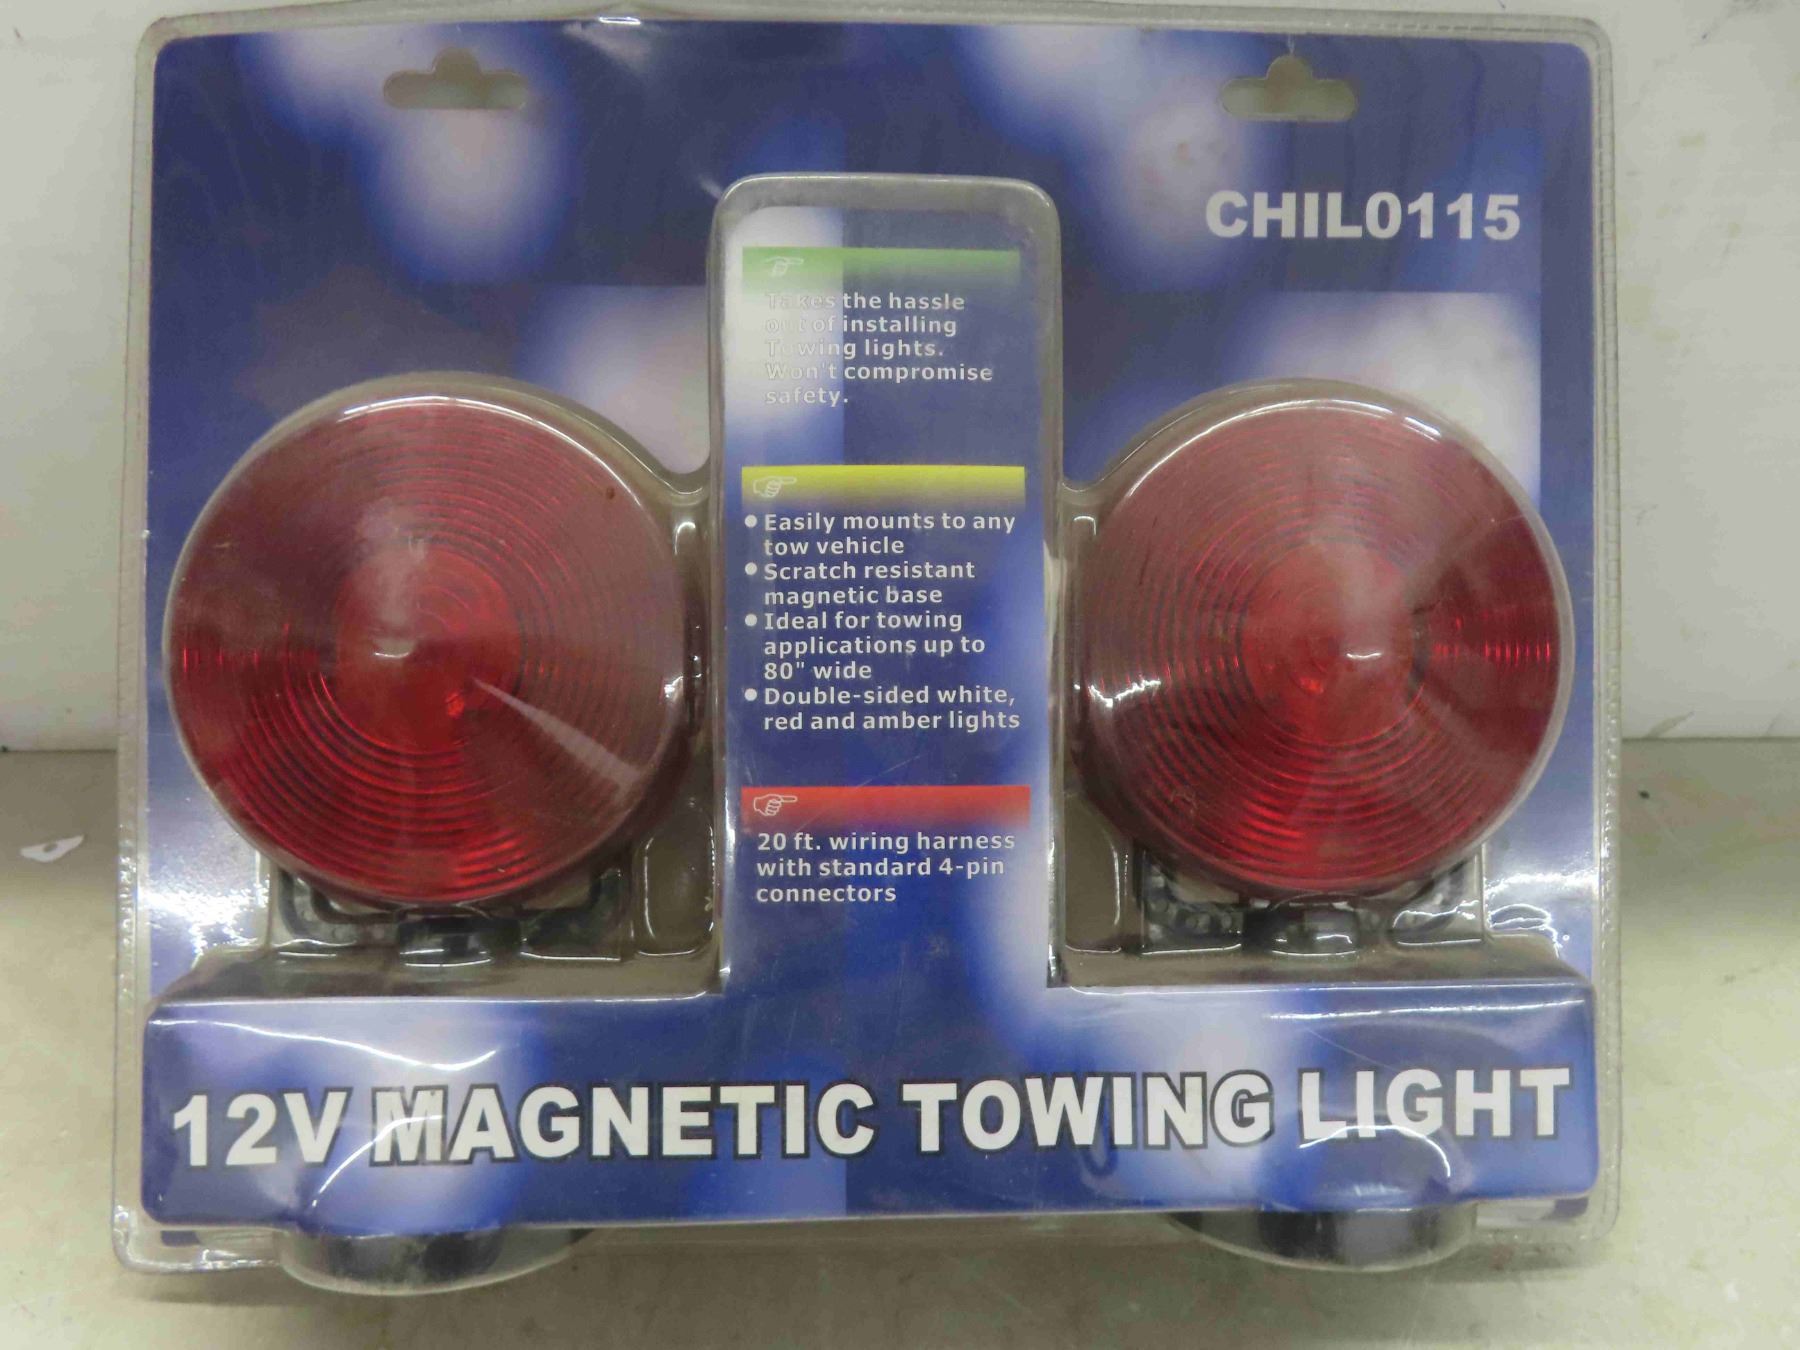 CHIL0115
Takes the hassle
out of installing
Towing lights.
Won't compromise
safety.
• Easily mounts to any
tow vehicle
• Scratch resistant
magnetic base
• Ideal for towing
applications up to
80" wide
• Double-sided white,
red and amber lights
20 ft. wiring harness
with standard 4-pin
connectors
12V MAGNETIC TOWING LIGHT